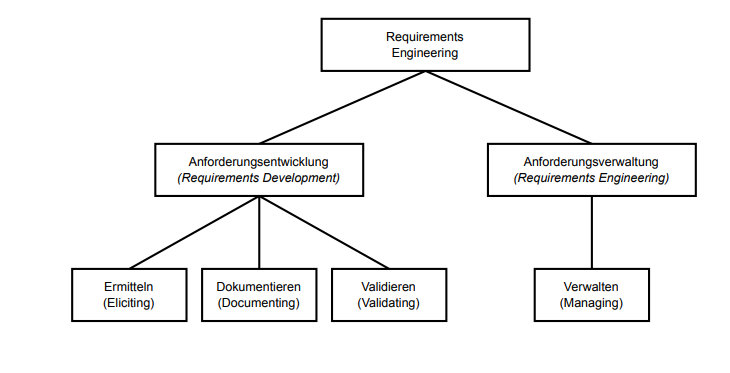 Requirements
Engineering
Anforderungsentwicklung
(Requirements Development)
Anforderungsverwaltung
(Requirements Engineering)
Ermitteln
(Eliciting)
Dokumentieren
(Documenting)
Validieren
(Validating)
Verwalten
(Managing)